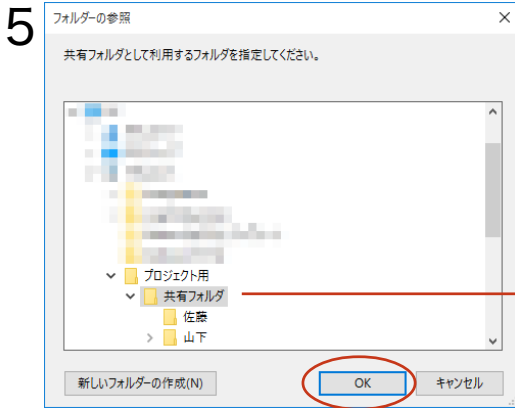 5
フォルダーの参照
共有フォルダとして利用するフォルダを指定してください。
プロジェクト用
共有フォルダ
佐藤
山下
新しいフォルダーの作成(N)
OK
キャンセル